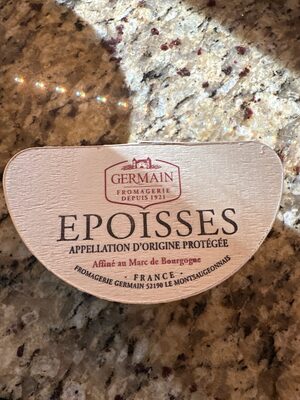 GERMAIN
FROMAGERIE
DEPUIS 1921
EPOISSES
APPELLATION D'ORIGINE PROTÉGÉE
Affiné au Marc de Bourgogne
· FRANCE ·
FROMAGERIE GERMAIN 52190 LE MONTSAUGEONNAIS